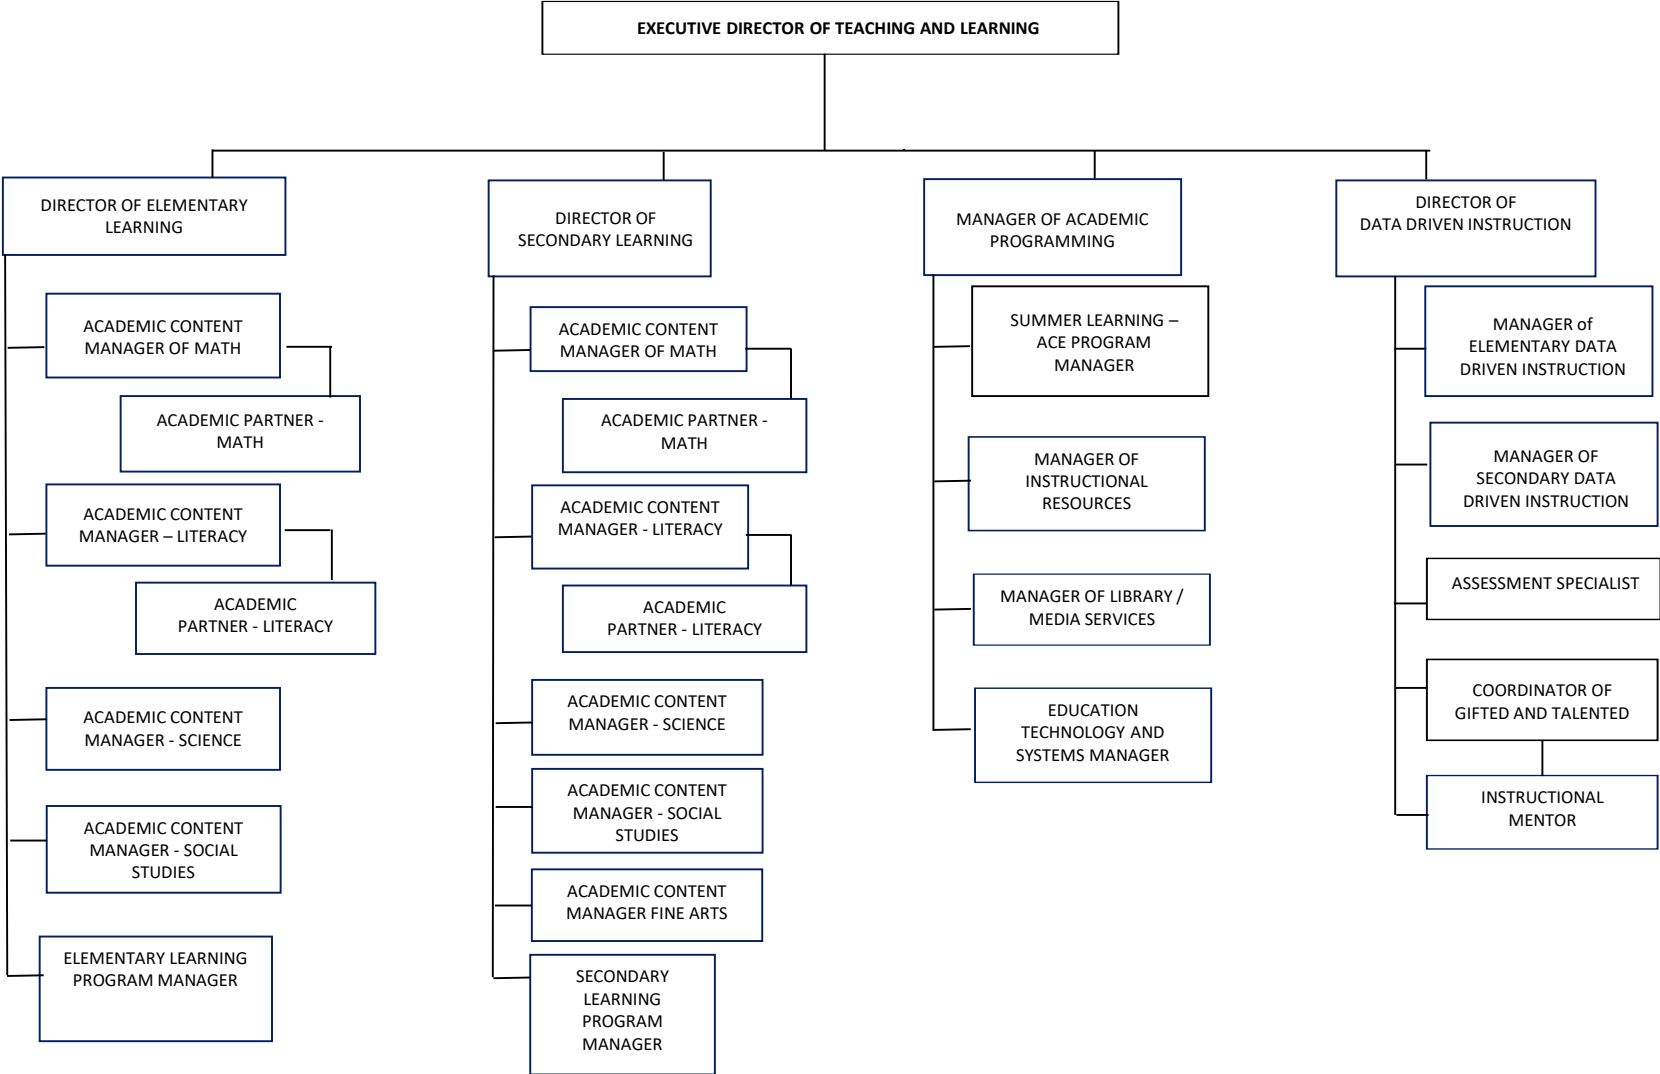 EXECUTIVE DIRECTOR OF TEACHING AND LEARNING
DIRECTOR OF ELEMENTARY
LEARNING
ACADEMIC CONTENT
MANAGER OF MATH
ACADEMIC PARTNER -
MATH
ACADEMIC CONTENT
MANAGER – LITERACY
ACADEMIC
PARTNER - LITERACY
ACADEMIC CONTENT
MANAGER - SCIENCE
ACADEMIC CONTENT
MANAGER - SOCIAL
STUDIES
ELEMENTARY LEARNING
PROGRAM MANAGER
DIRECTOR OF
SECONDARY LEARNING
ACADEMIC CONTENT
MANAGER OF MATH
ACADEMIC PARTNER -
MATH
ACADEMIC CONTENT
MANAGER - LITERACY
ACADEMIC
PARTNER - LITERACY
ACADEMIC CONTENT
MANAGER - SCIENCE
ACADEMIC CONTENT
MANAGER - SOCIAL
STUDIES
ACADEMIC CONTENT
MANAGER FINE ARTS
SECONDARY
LEARNING
PROGRAM
MANAGER
MANAGER OF ACADEMIC
PROGRAMMING
SUMMER LEARNING –
ACE PROGRAM
MANAGER
MANAGER OF
INSTRUCTIONAL
RESOURCES
MANAGER OF LIBRARY /
MEDIA SERVICES
EDUCATION
TECHNOLOGY AND
SYSTEMS MANAGER
DIRECTOR OF
DATA DRIVEN INSTRUCTION
MANAGER of
ELEMENTARY DATA
DRIVEN INSTRUCTION
MANAGER OF
SECONDARY DATA
DRIVEN INSTRUCTION
ASSESSMENT SPECIALIST
COORDINATOR OF
GIFTED AND TALENTED
INSTRUCTIONAL
MENTOR